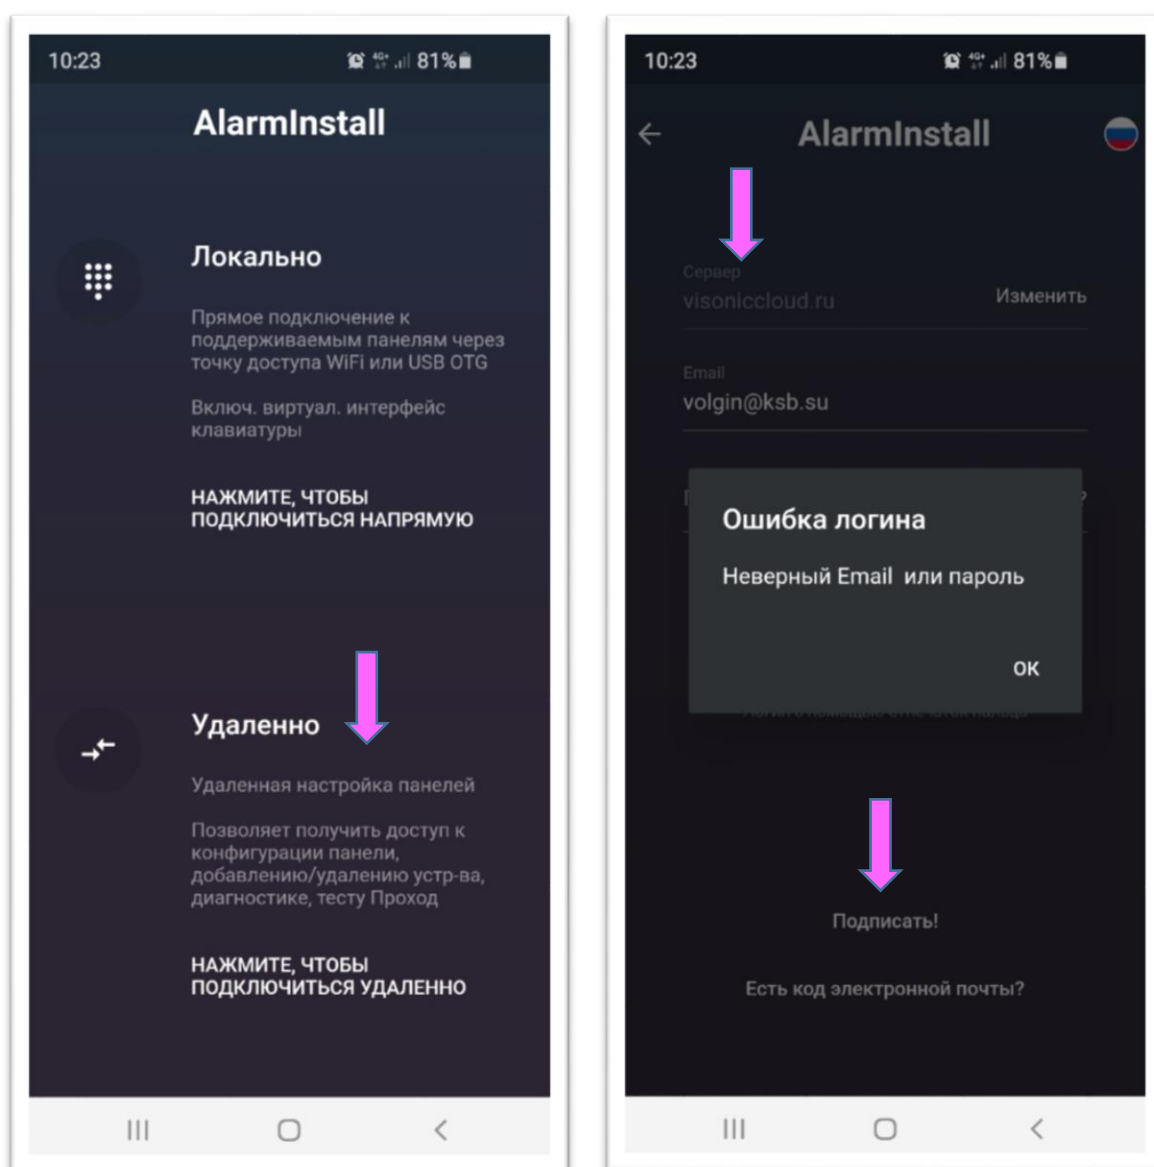 10:23
4G+
81%
AlarmInstall
Локально
Прямое подключение к
поддерживаемым панелям через
точку доступа WiFi или USB OTG
Включ. виртуал. интерфейс
клавиатуры
НАЖМИТЕ, ЧТОБЫ
ПОДКЛЮЧИТЬСЯ НАПРЯМУЮ
Удаленно
Удаленная настройка панелей
Позволяет получить доступ к
конфигурации панели,
добавлению/удалению устр-ва,
диагностике, тесту Проход
НАЖМИТЕ, ЧТОБЫ
ПОДКЛЮЧИТЬСЯ УДАЛЕННО
10:23
4G+
81%
AlarmInstall
Сервер
visoniccloud.ru
Изменить
Email
volgin@ksb.su
?
Ошибка логина
Неверный Email или пароль
ОК
Подписать!
Есть код электронной почты?